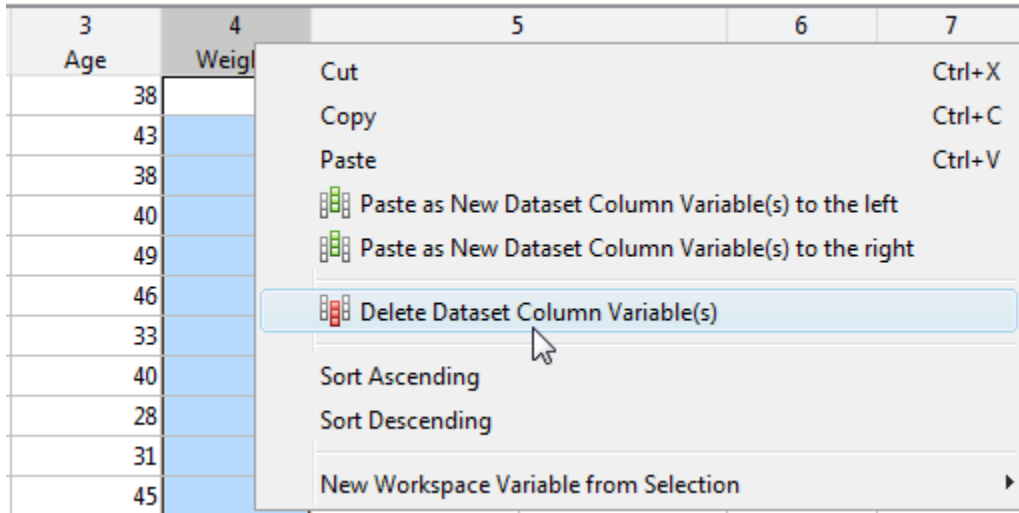 3 4 5 6 7
Age Weigl
38
43
38
40
49
46
33
40
28
31
45
Cut Ctrl+X
Copy Ctrl+C
Paste Ctrl+V
Paste as New Dataset Column Variable(s) to the left
Paste as New Dataset Column Variable(s) to the right
Delete Dataset Column Variable(s)
Sort Ascending
Sort Descending
New Workspace Variable from Selection